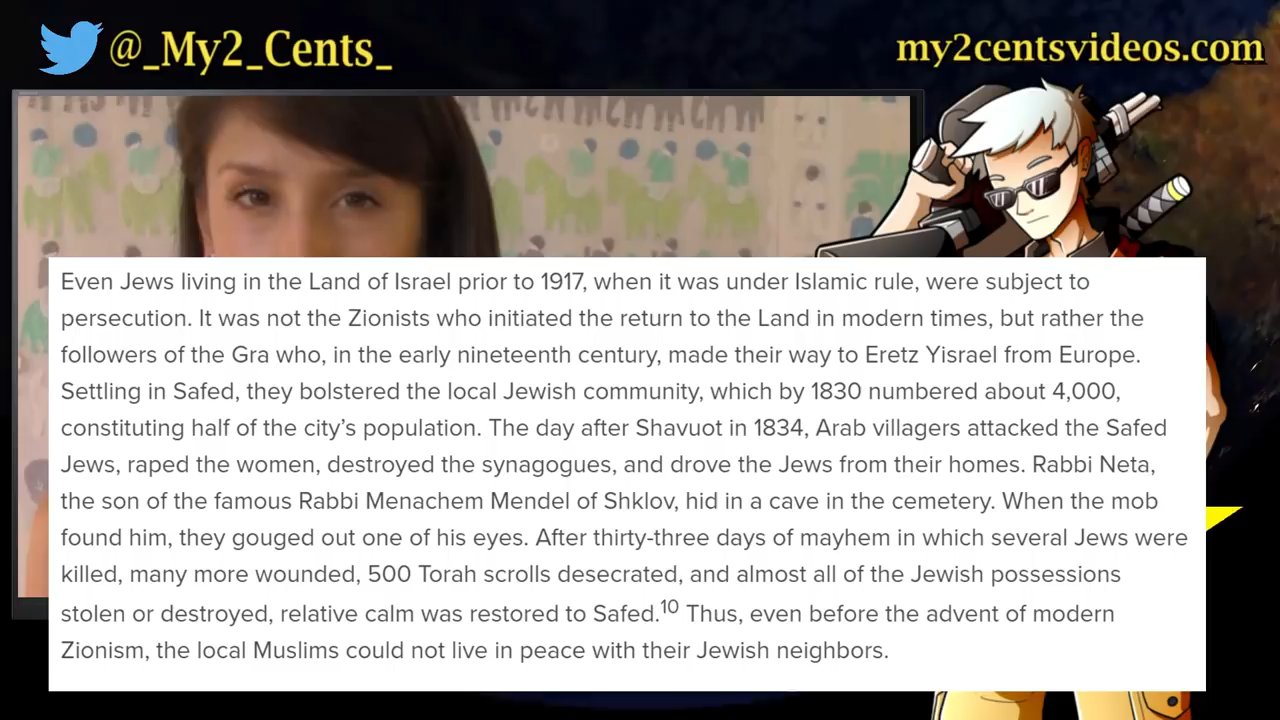 @_My2_Cents_
my2centsvideos.com
Even Jews living in the Land of Israel prior to 1917, when it was under Islamic rule, were subject to
persecution. It was not the Zionists who initiated the return to the Land in modern times, but rather the
followers of the Gra who, in the early nineteenth century, made their way to Eretz Yisrael from Europe.
Settling in Safed, they bolstered the local Jewish community, which by 1830 numbered about 4,000,
constituting half of the city’s population. The day after Shavuot in 1834, Arab villagers attacked the Safed
Jews, raped the women, destroyed the synagogues, and drove the Jews from their homes. Rabbi Neta,
the son of the famous Rabbi Menachem Mendel of Shklov, hid in a cave in the cemetery. When the mob
found him, they gouged out one of his eyes. After thirty-three days of mayhem in which several Jews were
killed, many more wounded, 500 Torah scrolls desecrated, and almost all of the Jewish possessions
stolen or destroyed, relative calm was restored to Safed.10 Thus, even before the advent of modern
Zionism, the local Muslims could not live in peace with their Jewish neighbors.